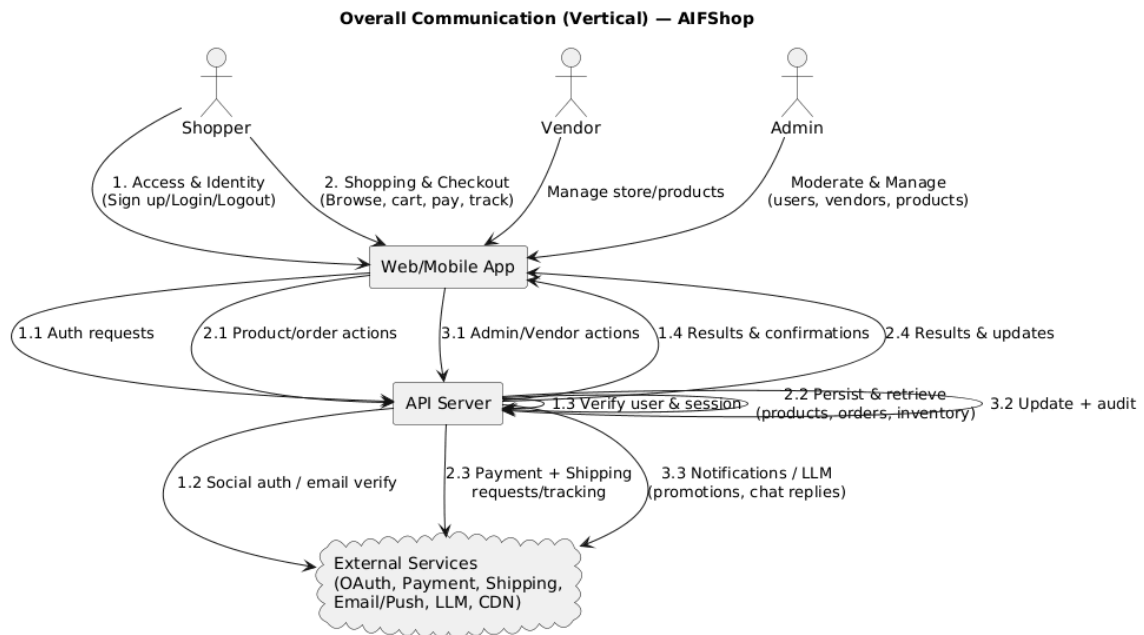 Overall Communication (Vertical) — AIFShop
Shopper
Vendor
Admin
1. Access & Identity
(Sign up/Login/Logout)
2. Shopping & Checkout
(Browse, cart, pay, track)
Manage store/products
Moderate & Manage
(users, vendors, products)
Web/Mobile App
1.1 Auth requests
2.1 Product/order actions
3.1 Admin/Vendor actions
1.4 Results & confirmations
2.4 Results & updates
API Server
1.3 Verify user & session
2.2 Persist & retrieve
(products, orders, inventory)
3.2 Update + audit
1.2 Social auth / email verify
2.3 Payment + Shipping
requests/tracking
3.3 Notifications / LLM
(promotions, chat replies)
External Services
(OAuth, Payment, Shipping,
Email/Push, LLM, CDN)